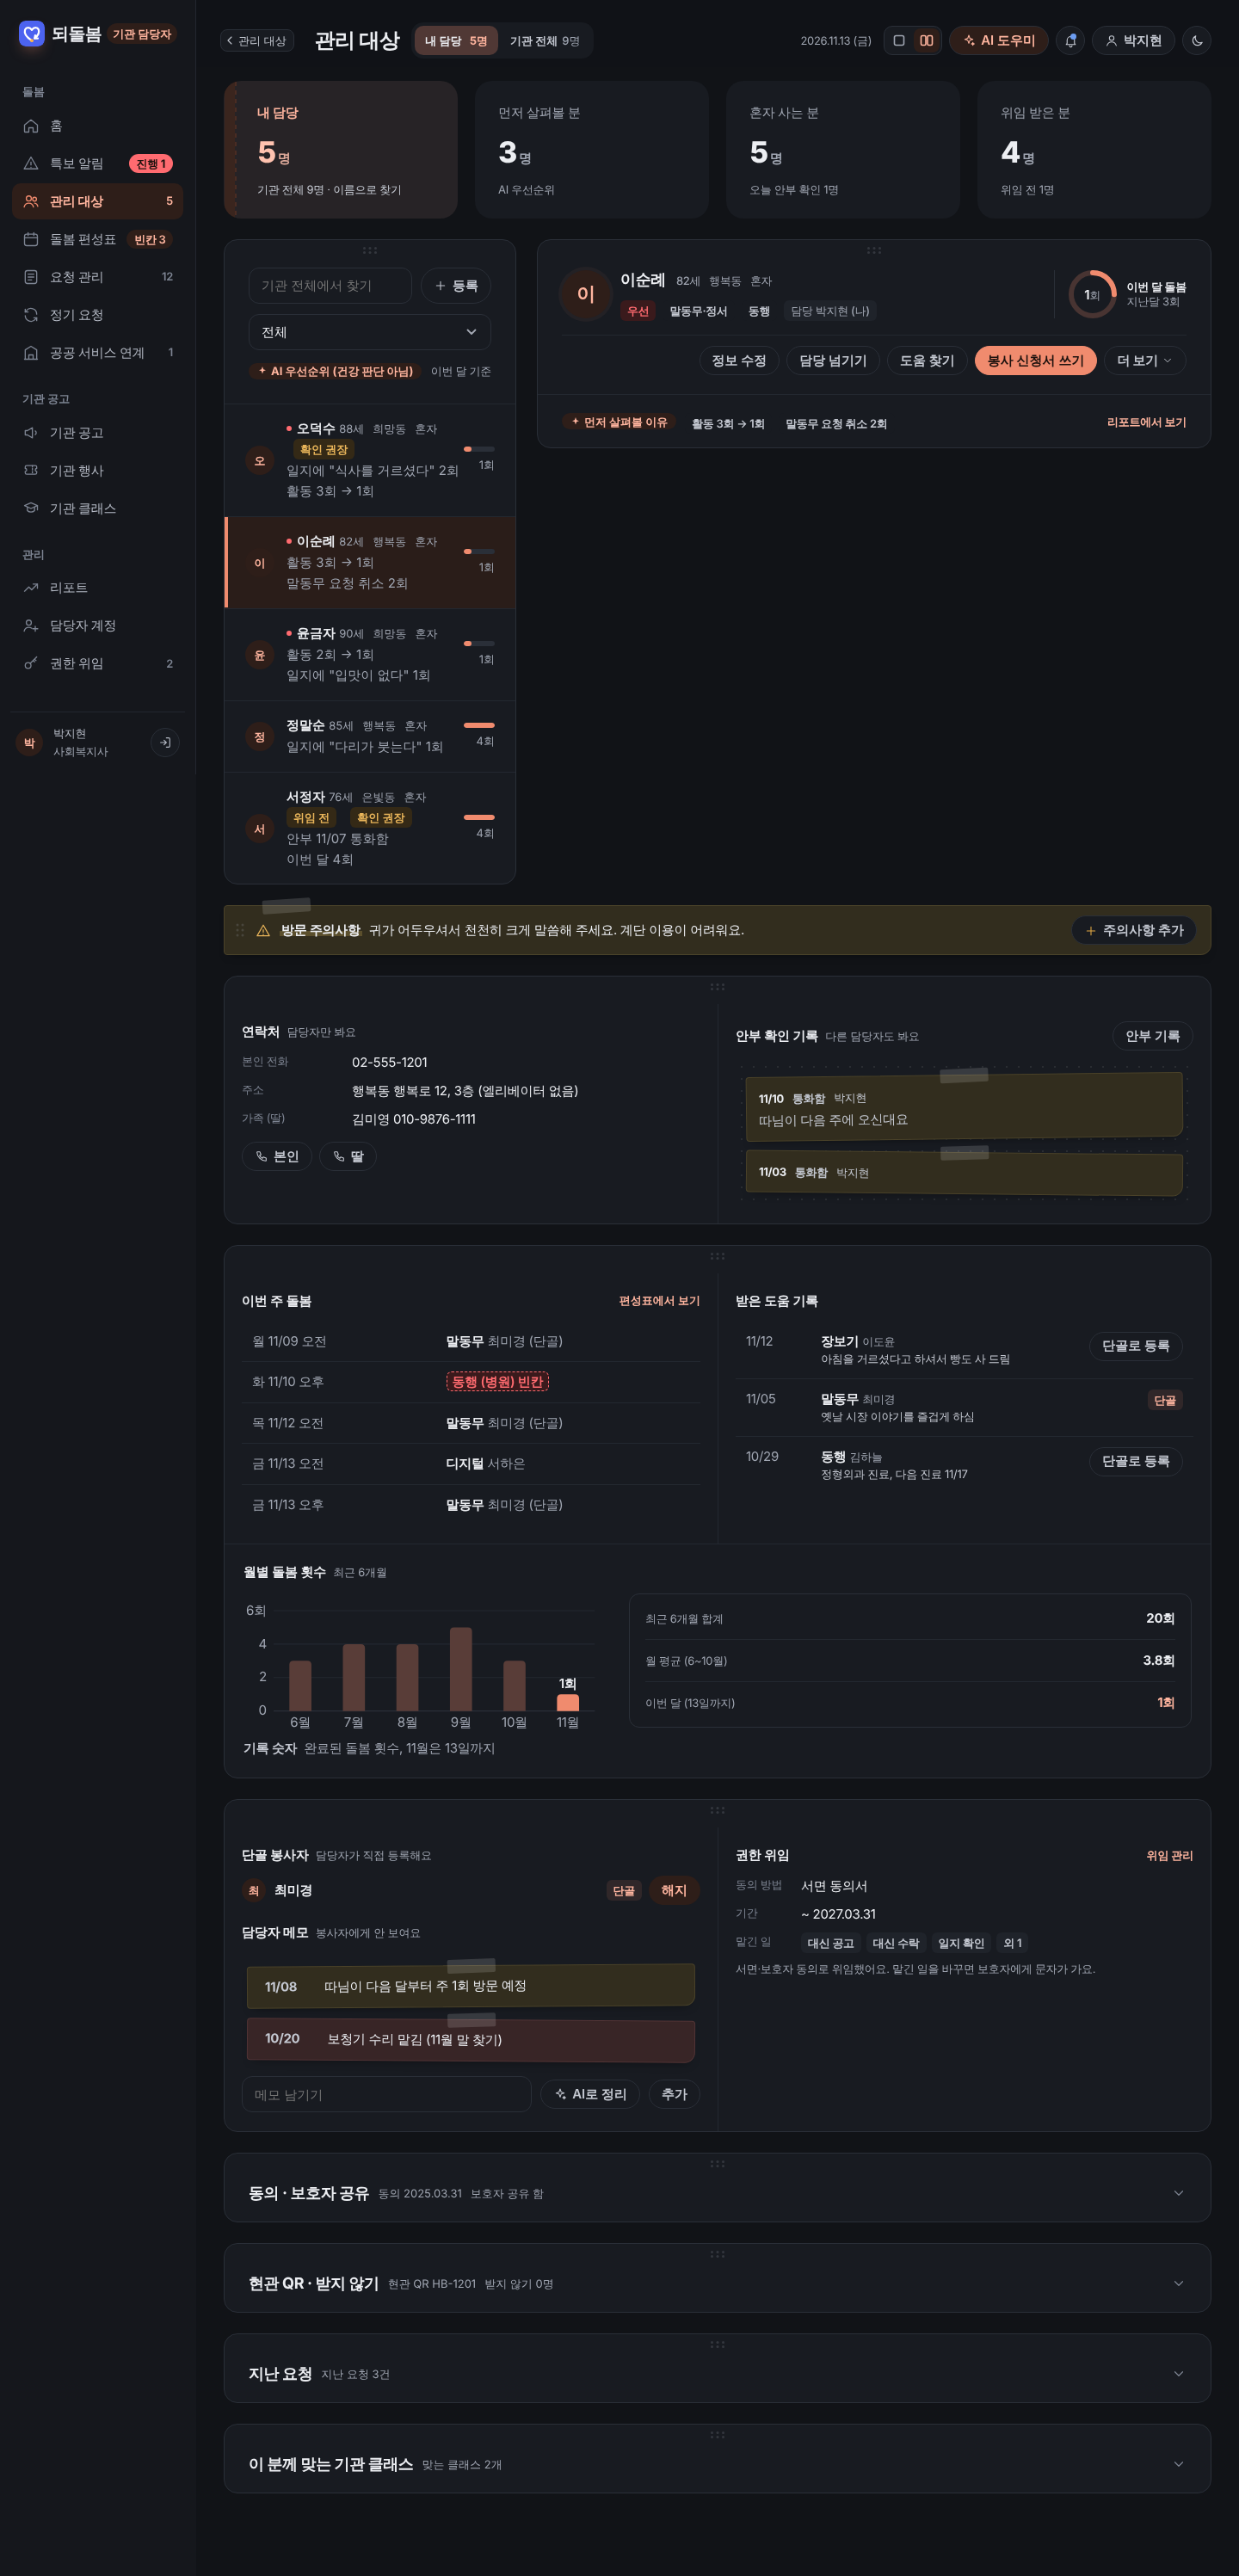 되돌봄 기관 담당자
돌봄
홈
특보 알림 진행 1
관리 대상 5
돌봄 편성표 빈칸 3
요청 관리 12
정기 요청
공공 서비스 연계 1
기관 공고
기관 공고
기관 행사
기관 클래스
관리
리포트
담당자 계정
권한 위임 2
박
박지현
사회복지사
관리 대상
관리 대상
내 담당 5명
기관 전체 9명
2026.11.13 (금)
AI 도우미
박지현
내 담당
5명
기관 전체 9명 · 이름으로 찾기
먼저 살펴볼 분
3명
AI 우선순위
혼자 사는 분
5명
오늘 안부 확인 1명
위임 받은 분
4명
위임 전 1명
기관 전체에서 찾기
등록
전체
AI 우선순위 (건강 판단 아님) 이번 달 기준
오
오덕수 88세 희망동 혼자
확인 권장
일지에 "식사를 거르셨다" 2회
활동 3회 → 1회
1회
이
이순례 82세 행복동 혼자
활동 3회 → 1회
말동무 요청 취소 2회
1회
윤
윤금자 90세 희망동 혼자
활동 2회 → 1회
일지에 "입맛이 없다" 1회
1회
정
정말순 85세 행복동 혼자
일지에 "다리가 붓는다" 1회
4회
서
서정자 76세 은빛동 혼자
위임 전 확인 권장
안부 11/07 통화함
이번 달 4회
4회
이
이순례 82세 행복동 혼자
우선 말동무·정서 동행 담당 박지현 (나)
1회
이번 달 돌봄
지난달 3회
정보 수정
담당 넘기기
도움 찾기
봉사 신청서 쓰기
더 보기
먼저 살펴볼 이유 활동 3회 → 1회 말동무 요청 취소 2회
리포트에서 보기
방문 주의사항 귀가 어두우셔서 천천히 크게 말씀해 주세요. 계단 이용이 어려워요.
주의사항 추가
연락처 담당자만 봐요
본인 전화 02-555-1201
주소 행복동 행복로 12, 3층 (엘리베이터 없음)
가족 (딸) 김미영 010-9876-1111
본인
딸
안부 확인 기록 다른 담당자도 봐요
안부 기록
11/10 통화함 박지현
따님이 다음 주에 오신대요
11/03 통화함 박지현
이번 주 돌봄
편성표에서 보기
월 11/09 오전 말동무 최미경 (단골)
화 11/10 오후 동행 (병원) 빈칸
목 11/12 오전 말동무 최미경 (단골)
금 11/13 오전 디지털 서하은
금 11/13 오후 말동무 최미경 (단골)
받은 도움 기록
11/12 장보기 이도윤
아침을 거르셨다고 하셔서 빵도 사 드림
단골로 등록
11/05 말동무 최미경
옛날 시장 이야기를 즐겁게 하심
단골
10/29 동행 김하늘
정형외과 진료, 다음 진료 11/17
단골로 등록
월별 돌봄 횟수 최근 6개월
6회
4
2
0
1회
6월 7월 8월 9월 10월 11월
기록 숫자 완료된 돌봄 횟수, 11월은 13일까지
최근 6개월 합계 20회
월 평균 (6~10월) 3.8회
이번 달 (13일까지) 1회
단골 봉사자 담당자가 직접 등록해요
최 최미경 단골 해지
담당자 메모 봉사자에게 안 보여요
11/08 따님이 다음 달부터 주 1회 방문 예정
10/20 보청기 수리 맡김 (11월 말 찾기)
메모 남기기
AI로 정리
추가
권한 위임
위임 관리
동의 방법 서면 동의서
기간 ~ 2027.03.31
맡긴 일 대신 공고 대신 수락 일지 확인 외 1
서면·보호자 동의로 위임했어요. 맡긴 일을 바꾸면 보호자에게 문자가 가요.
동의 · 보호자 공유 동의 2025.03.31 보호자 공유 함
현관 QR · 받지 않기 현관 QR HB-1201 받지 않기 0명
지난 요청 지난 요청 3건
이 분께 맞는 기관 클래스 맞는 클래스 2개